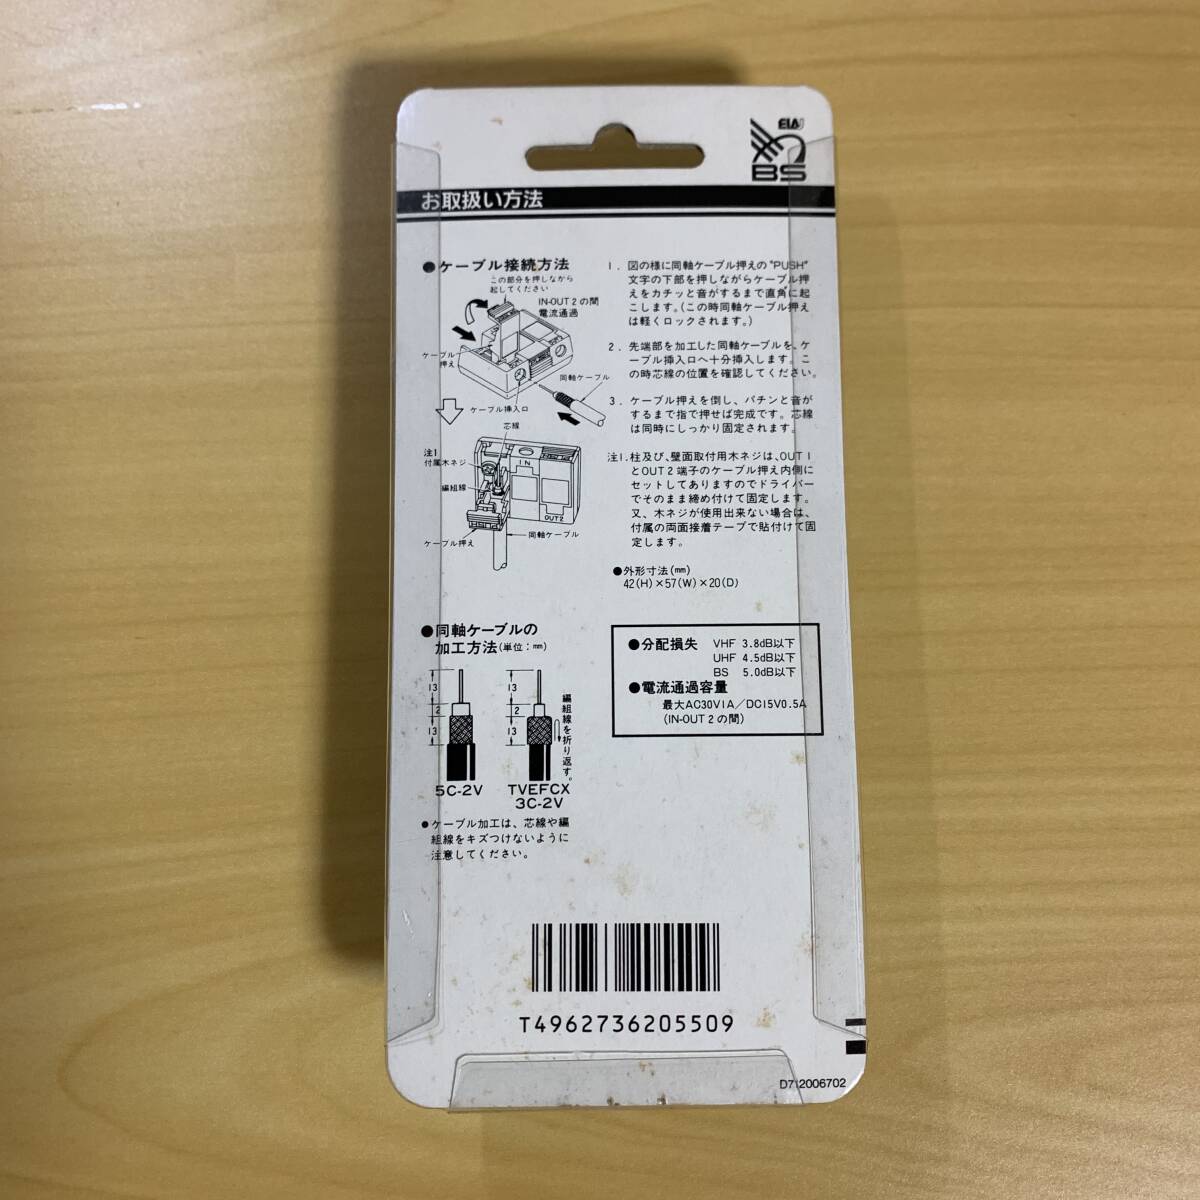 EIAJ
BS
お取扱い方法
●ケーブル接続方法
この部分を押しながら
起してください
IN-OUT2の間
電流通過
ケーブル
押え
同軸ケーブル
ケーブル挿入口
芯線
注1
付属木ネジ
IN
編組線
OUT2
ケーブル押え
同軸ケーブル
1. 図の様に同軸ケーブル押えの"PUSH"
文字の下部を押しながらケーブル押
えをカチッと音がするまで直角に起
こします。(この時同軸ケーブル押え
は軽くロックされます。)
2. 先端部を加工した同軸ケーブルを、ケ
ーブル挿入口へ十分挿入します。こ
の時芯線の位置を確認してください。
3. ケーブル押えを倒し、パチンと音が
するまで指で押せば完成です。芯線
は同時にしっかり固定されます。
注1.柱及び、壁面取付用木ネジは、OUT1
とOUT2端子のケーブル押え内側に
セットしてありますのでドライバー
でそのまま締め付けて固定します。
又、木ネジが使用出来ない場合は、
付属の両面接着テープで貼付けて固
定します。
●外形寸法(mm)
42(H)×57(W)×20(D)
●同軸ケーブルの
加工方法(単位:mm)
13
2
13
13
2
13
編組線を折り返す。
5C-2V
TVEFCX
3C-2V
●ケーブル加工は、芯線や編
組線をキズつけないように
注意してください。
●分配損失 VHF 3.8dB以下
UHF 4.5dB以下
BS 5.0dB以下
●電流通過容量
最大AC30V1A/DC15V0.5A
(IN-OUT2の間)
T4962736205509
D712006702